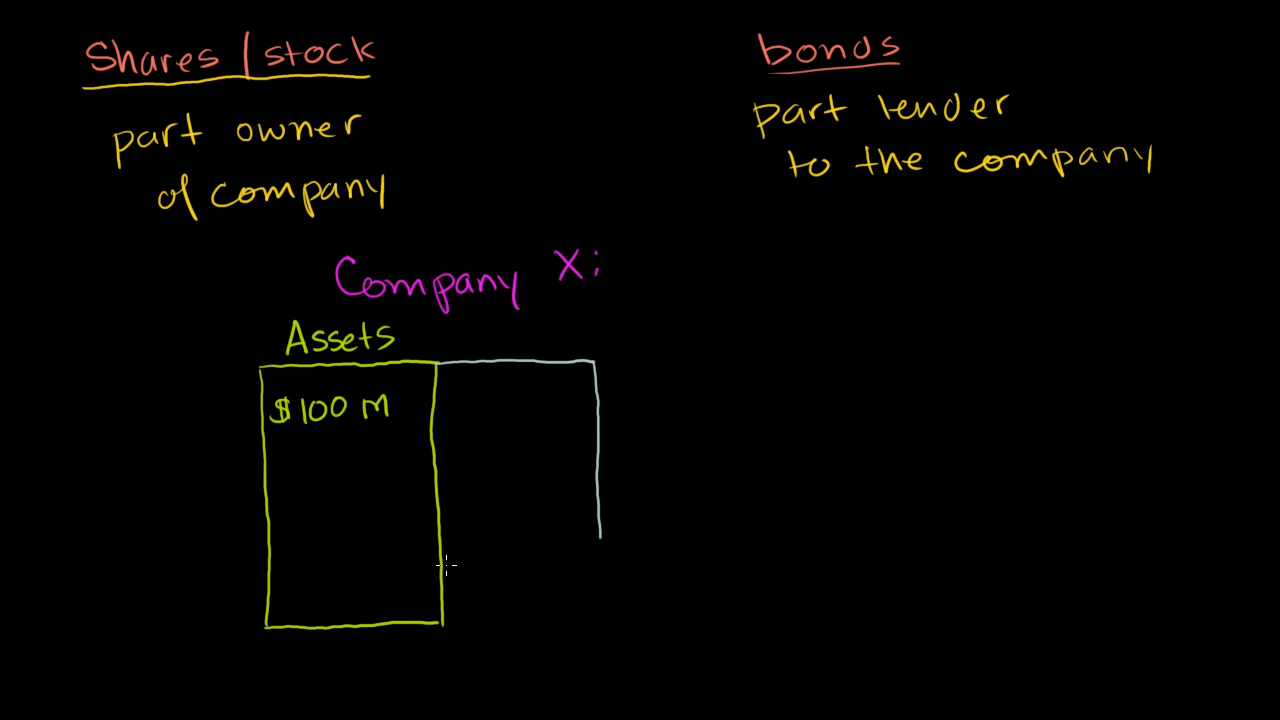 Shares / stock
part owner
of company
bonds
part lender
to the company
Company X:
Assets
$100 M